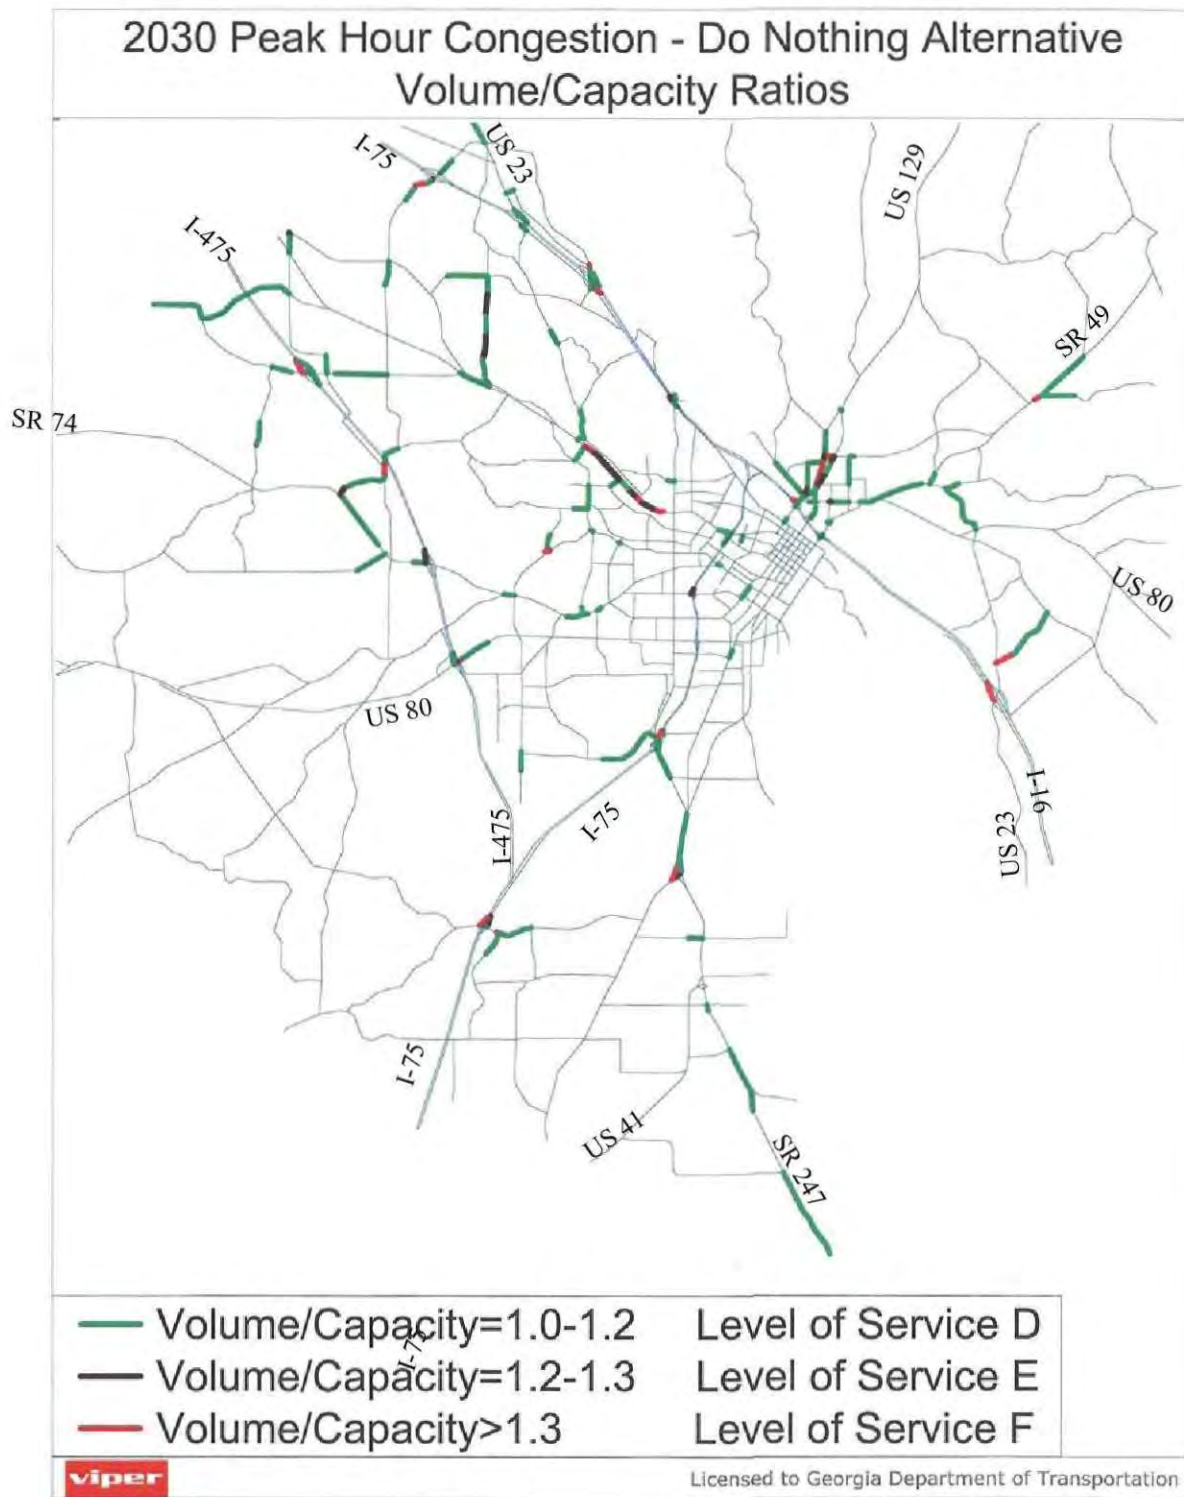 2030 Peak Hour Congestion - Do Nothing Alternative
Volume/Capacity Ratios
I-75
US 23
US 129
I-475
SR 49
SR 74
US 80
US 80
I-475
I-75
I-16
US 23
I-75
US 41
SR 247
Volume/Capacity=1.0-1.2 Level of Service D
I-75
Volume/Capacity=1.2-1.3 Level of Service E
Volume/Capacity>1.3 Level of Service F
viper
Licensed to Georgia Department of Transportation